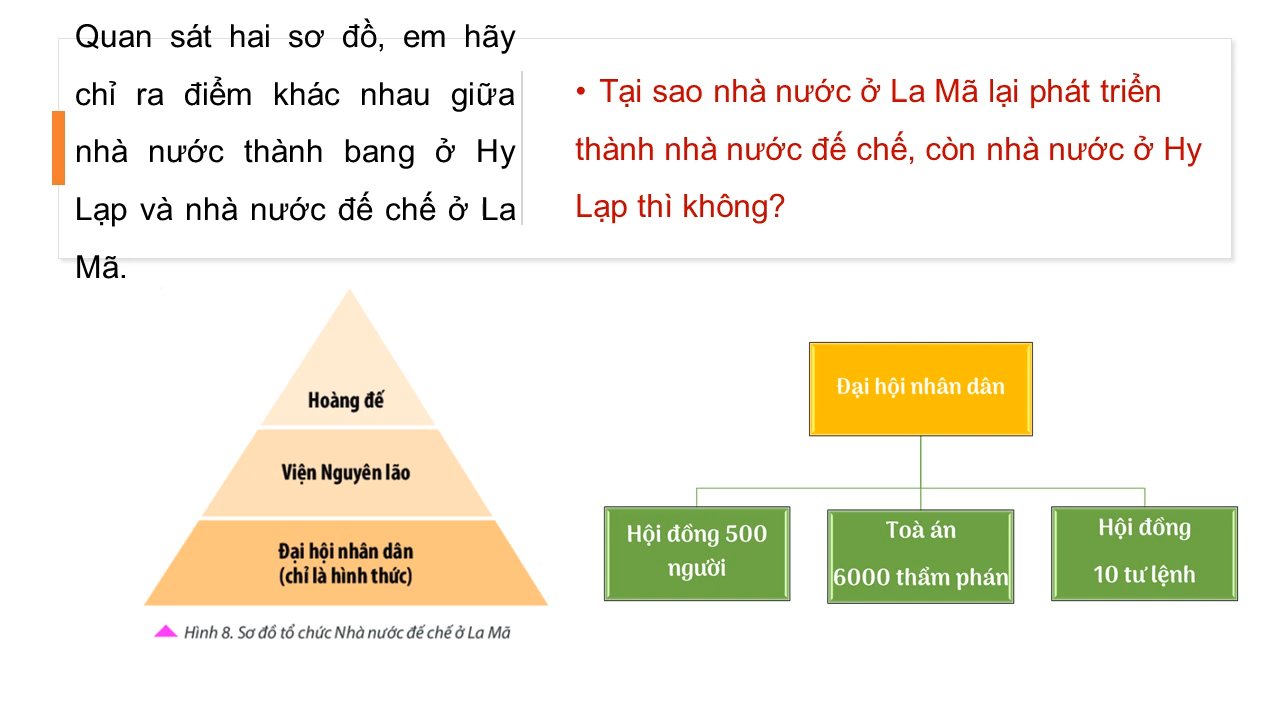 Quan sát hai sơ đồ, em hãy
chỉ ra điểm khác nhau giữa
nhà nước thành bang ở Hy
Lạp và nhà nước đế chế ở La
Mã.
• Tại sao nhà nước ở La Mã lại phát triển
thành nhà nước đế chế, còn nhà nước ở Hy
Lạp thì không?
Hoàng đế
Viện Nguyên lão
Đại hội nhân dân
(chỉ là hình thức)
Hình 8. Sơ đồ tổ chức Nhà nước đế chế ở La Mã
Đại hội nhân dân
Hội đồng 500
người
Toà án
6000 thẩm phán
Hội đồng
10 tư lệnh